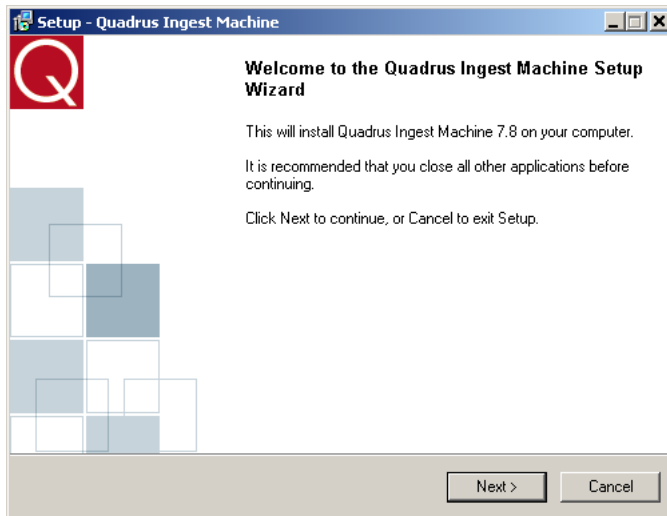 Setup - Quadrus Ingest Machine
Q
Welcome to the Quadrus Ingest Machine Setup
Wizard
This will install Quadrus Ingest Machine 7.8 on your computer.
It is recommended that you close all other applications before
continuing.
Click Next to continue, or Cancel to exit Setup.
Next >
Cancel